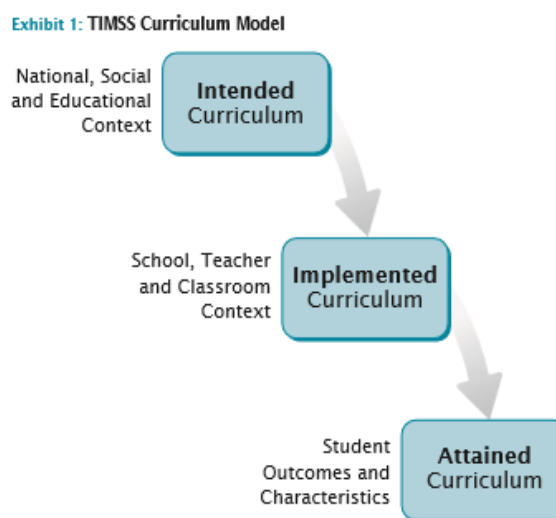 Exhibit 1: TIMSS Curriculum Model
National, Social
and Educational
Context
Intended
Curriculum
School, Teacher
and Classroom
Context
Implemented
Curriculum
Student
Outcomes and
Characteristics
Attained
Curriculum